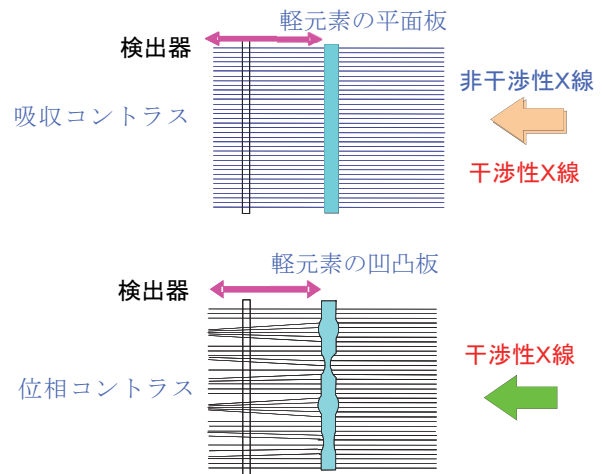 軽元素の平面板
検出器
非干渉性X線
吸収コントラス
干渉性X線
軽元素の凹凸板
検出器
干渉性X線
位相コントラス